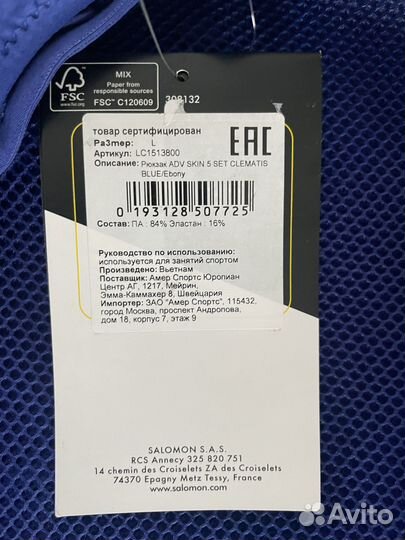 FSC
MIX
Paper from
responsible sources
FSC™ C120609
308132
товар сертифицирован
Ра3мер: L
Артикул: LC1513800
Описание: Рюкзак ADV SKIN 5 SET CLEMATIS
BLUE/Ebony
EAC
0 193128 507725
Состав: ПА : 84% Эластан : 16%
Руководство по использованию:
используется для занятий спортом
Произведено: Вьетнам
Поставщик: Амер Спортс Юропиан
Центр АГ, 1217, Мейрин,
Эмма-Каммахер 8, Швейцария
Импортер: ЗАО "Амер Спортс", 115432,
город Москва, проспект Андропова,
дом 18, корпус 7, этаж 9
SALOMON S.A.S.
RCS Annecy 325 820 751
14 chemin des Croiselets ZA des Croiselets
74370 Epagny Metz Tessy, France
www.salomon.com
Avito